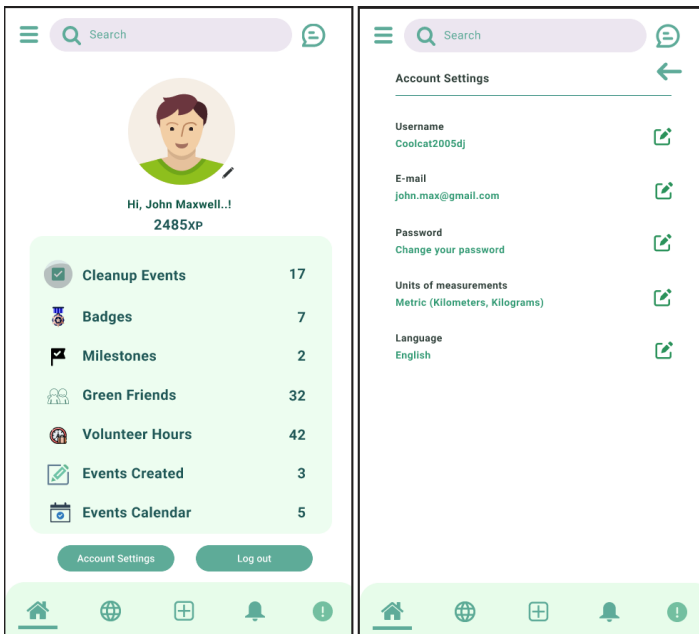 Search
Hi, John Maxwell..!
2485XP
Cleanup Events 17
Badges 7
Milestones 2
Green Friends 32
Volunteer Hours 42
Events Created 3
Events Calendar 5
Account Settings Log out
Search
Account Settings
Username
Coolcat2005dj
E-mail
john.max@gmail.com
Password
Change your password
Units of measurements
Metric (Kilometers, Kilograms)
Language
English